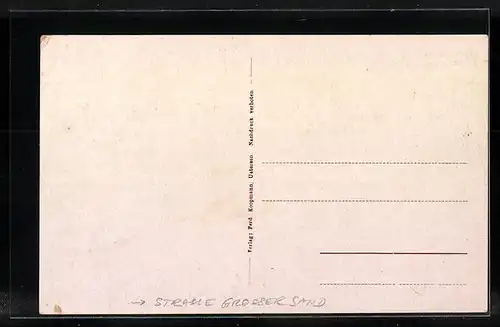 Verlag: Ferd. Koopmann, Uetersen. Nachdruck verboten.
→ STRAßE GROSSER SAND